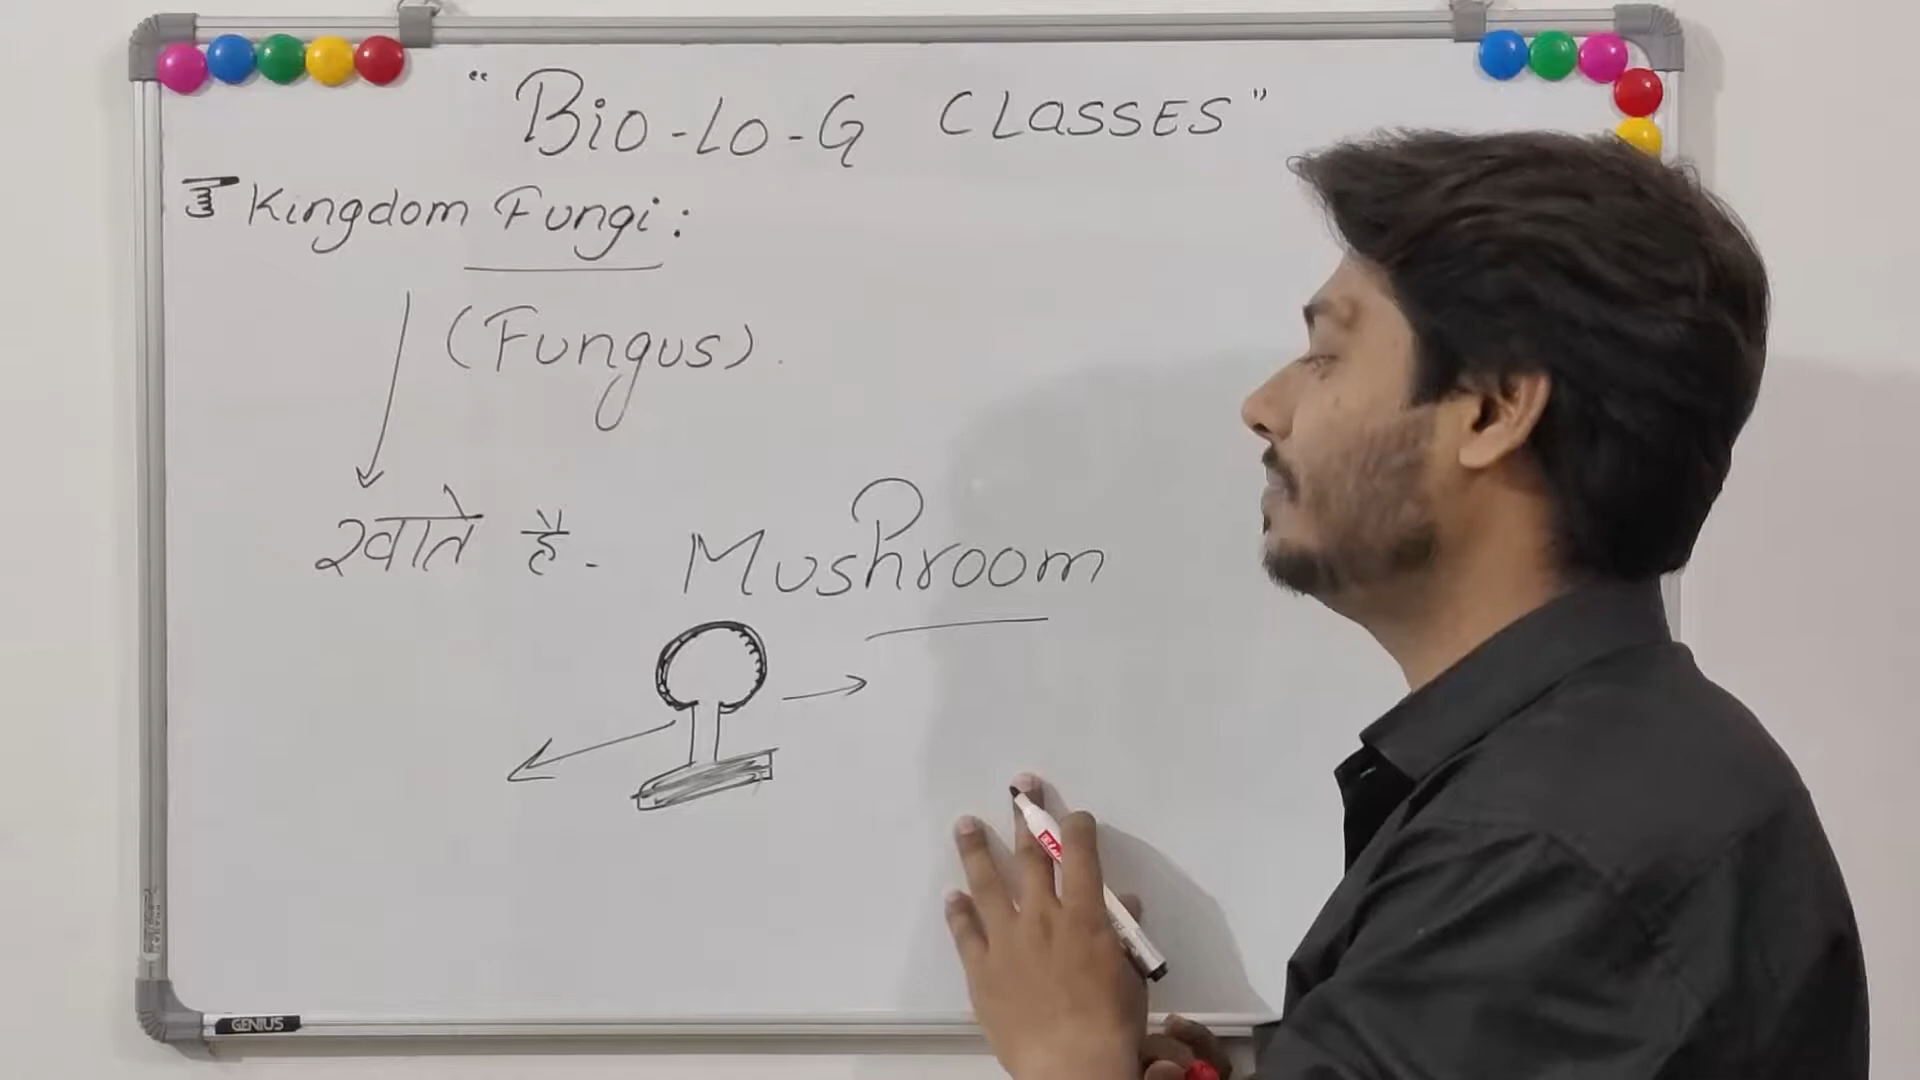 "Bio-Lo-G CLaSSES"
Kingdom Fungi:
(Fungus).
खाते है - Mushroom
GENIUS